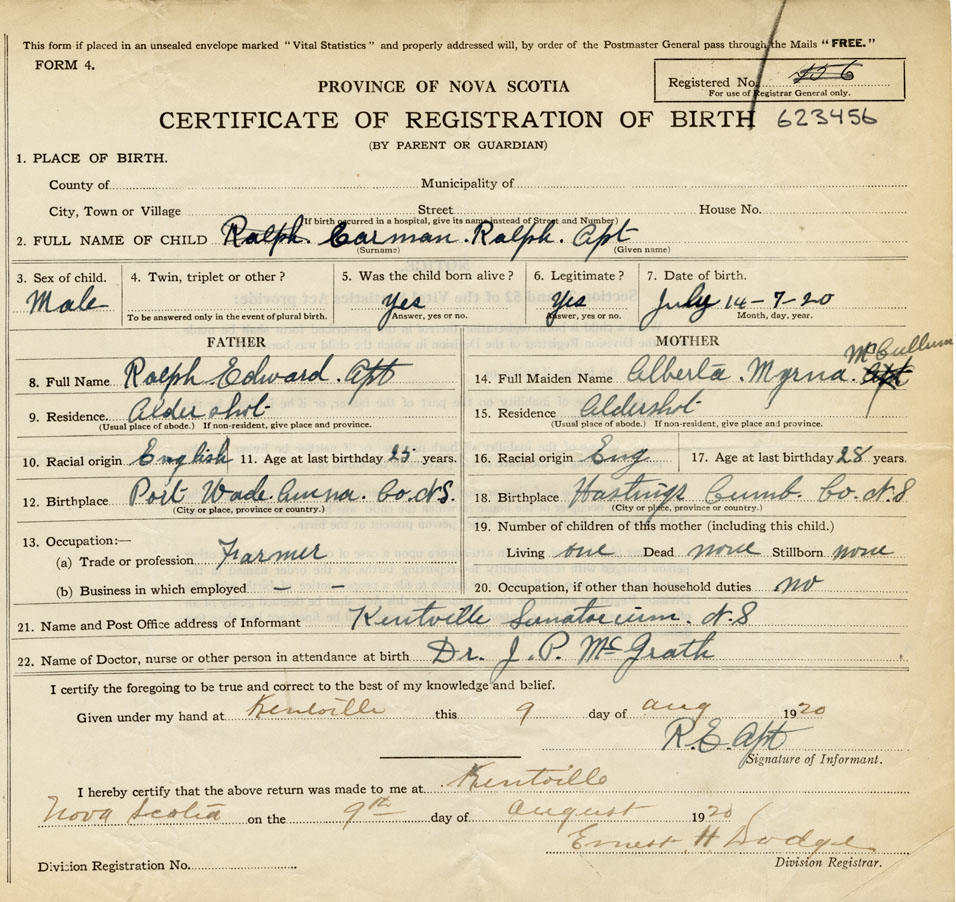 This form if placed in an unsealed envelope marked "Vital Statistics" and properly addressed will, by order of the Postmaster General pass through the Mails "FREE."
FORM 4.
PROVINCE OF NOVA SCOTIA
Registered No. 556
For use of Registrar General only.
CERTIFICATE OF REGISTRATION OF BIRTH 623456
(BY PARENT OR GUARDIAN)
1. PLACE OF BIRTH.
County of Municipality of
City, Town or Village Street House No.
(If birth occurred in a hospital, give its name instead of Street and Number)
2. FULL NAME OF CHILD Ralph Carman. Ralph. Apt
(Surname) (Given name)
3. Sex of child. 4. Twin, triplet or other? 5. Was the child born alive? 6. Legitimate? 7. Date of birth.
Male Yes Yes July 14-7-20
To be answered only in the event of plural birth. Answer, yes or no. Answer, yes or no. Month, day, year.
FATHER MOTHER
8. Full Name Ralph Edward. Apt 14. Full Maiden Name Alberta. Myrna. Apt McCullum
9. Residence. Aldershot 15. Residence Aldershot
(Usual place of abode.) If non-resident, give place and province. (Usual place of abode.) If non-resident, give place and province.
10. Racial origin English 11. Age at last birthday 25 years. 16. Racial origin Eng 17. Age at last birthday 28 years.
12. Birthplace Port Wade. Anna. Co. N.S. 18. Birthplace Hastings Cumb. Co. N.S
(City or place, province or country.) (City or place, province or country.)
13. Occupation:— 19. Number of children of this mother (including this child.)
(a) Trade or profession Farmer Living one Dead none Stillborn none
(b) Business in which employed — — 20. Occupation, if other than household duties no
21. Name and Post Office address of Informant Kentville Sanatorium. N.S
22. Name of Doctor, nurse or other person in attendance at birth Dr. J. P. McGrath
I certify the foregoing to be true and correct to the best of my knowledge and belief.
Given under my hand at Kentville this 9 day of aug 1920
R.E. Apt
Signature of Informant.
I hereby certify that the above return was made to me at Kentville
Nova Scotia on the 9th day of august 1920
Ernest H Dodge
Division Registration No. Division Registrar.